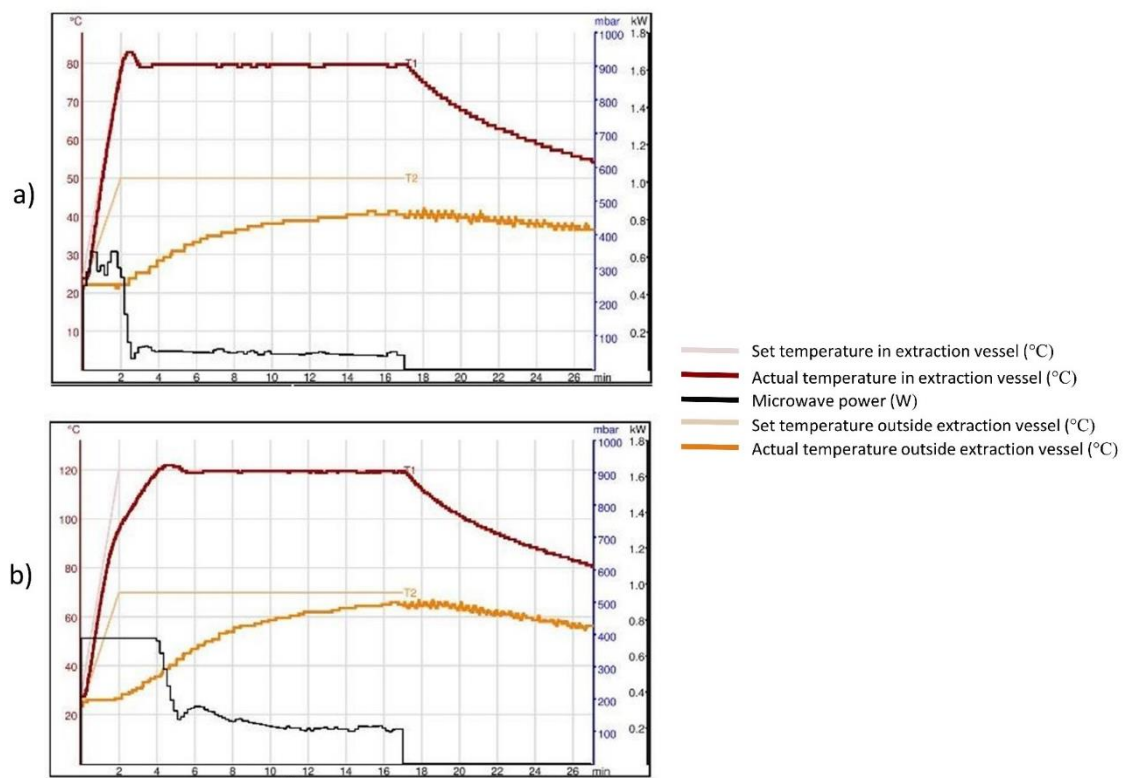 a)
°C
mbar
kW
80
70
60
50
40
30
20
10
T1
T2
1000
900
800
700
600
500
400
300
200
100
1.8
1.6
1.4
1.2
1.0
0.8
0.6
0.4
0.2
2 4 6 8 10 12 14 16 18 20 22 24 26 min
Set temperature in extraction vessel (°C)
Actual temperature in extraction vessel (°C)
Microwave power (W)
Set temperature outside extraction vessel (°C)
Actual temperature outside extraction vessel (°C)
b)
°C
mbar
kW
120
100
80
60
40
20
T1
T2
1000
900
800
700
600
500
400
300
200
100
1.8
1.6
1.4
1.2
1.0
0.8
0.6
0.4
0.2
2 4 6 8 10 12 14 16 18 20 22 24 26 min